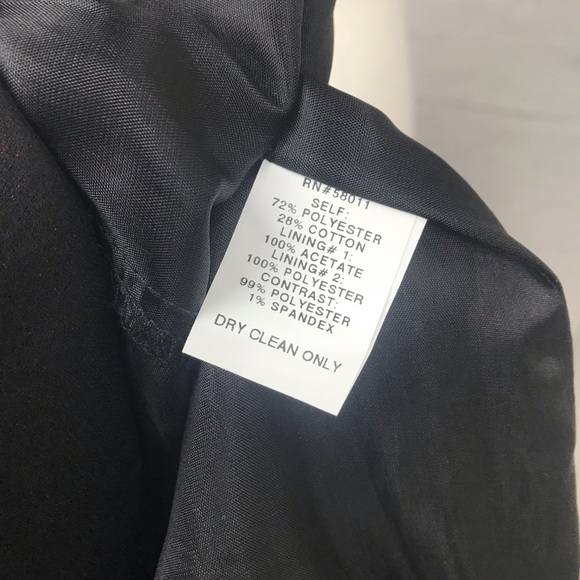 RN#58011
SELF:
72% POLYESTER
28% COTTON
LINING# 1:
100% ACETATE
LINING# 2:
100% POLYESTER
CONTRAST:
99% POLYESTER
1% SPANDEX
DRY CLEAN ONLY